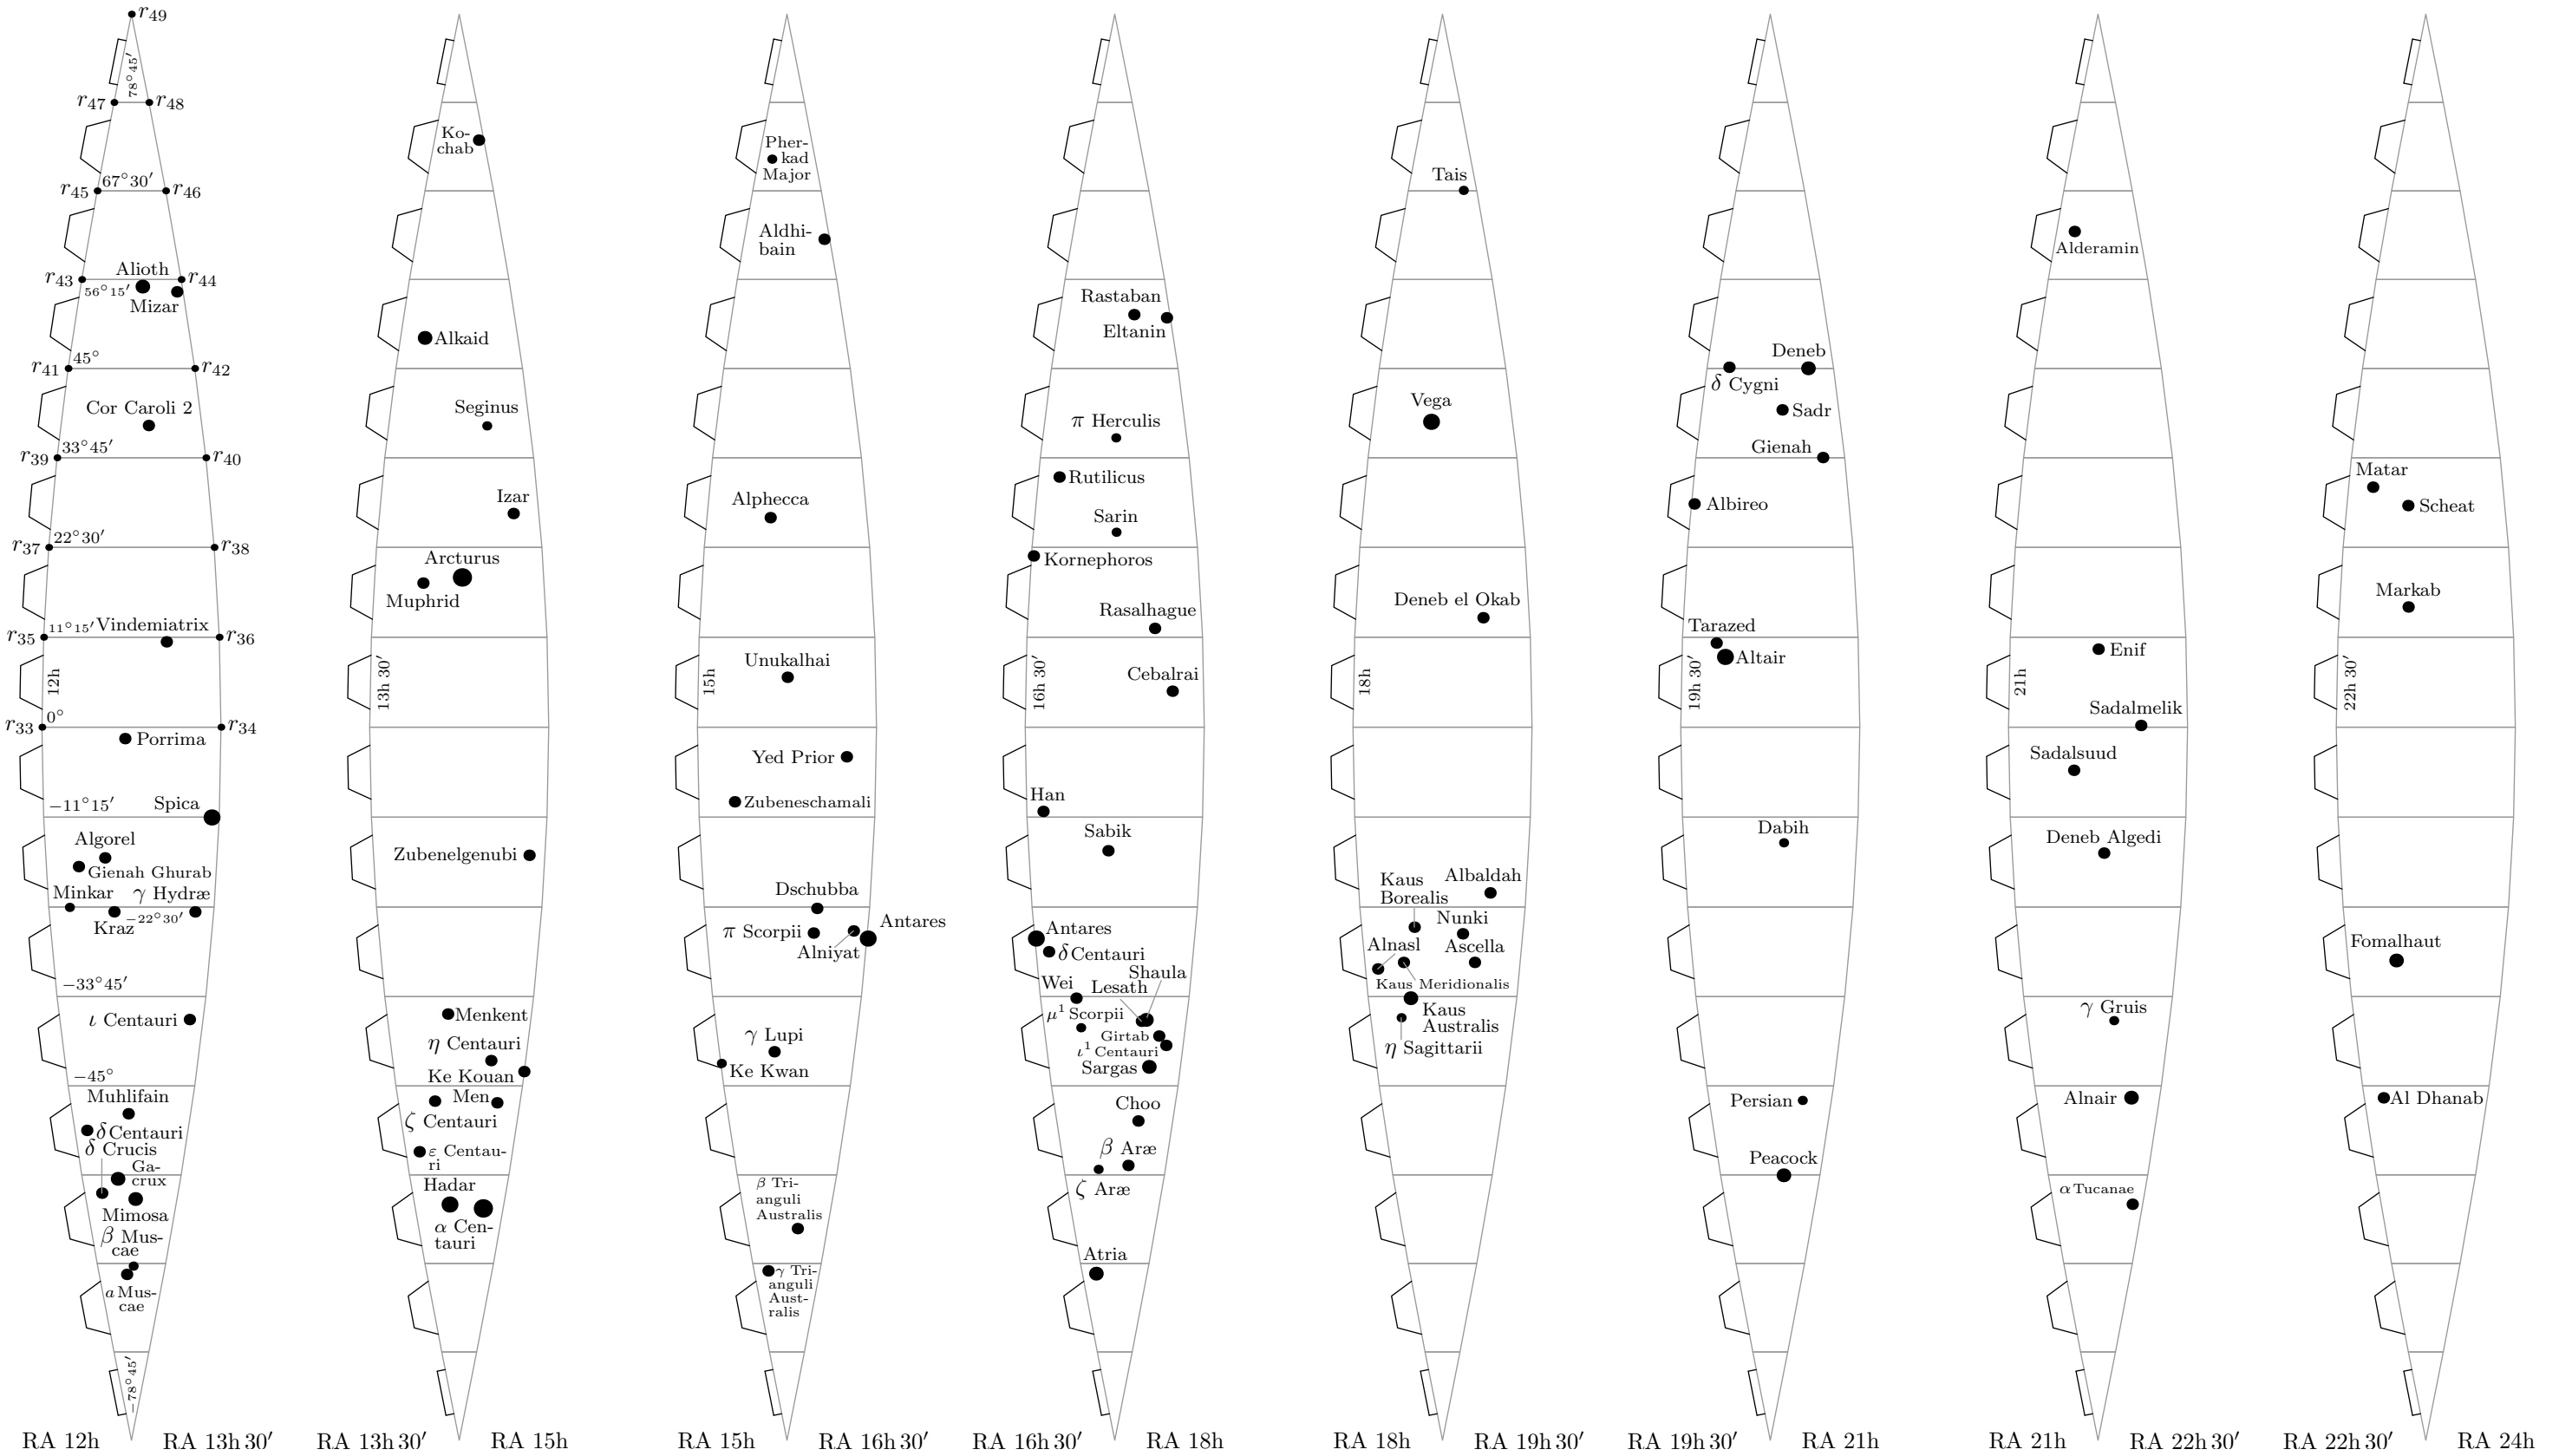 r49
78°45′
r47
r48
r45
67°30′
r46
Alioth
r43
r44
56°15′
Mizar
45°
r41
r42
Cor Caroli 2
33°45′
r39
r40
22°30′
r37
r38
11°15′
Vindemiatrix
r35
r36
12h
0°
r33
r34
Porrima
−11°15′
Spica
Algorel
Gienah Ghurab
Minkar
γ Hydræ
Kraz
−22°30′
−33°45′
ι Centauri
−45°
Muhlifain
δ Centauri
δ Crucis
Ga-
crux
Mimosa
β Mus-
cae
a Mus-
cae
−78°45′
RA 12h
RA 13h 30′
Ko-
chab
Alkaid
Seginus
Izar
Arcturus
Muphrid
13h 30′
Zubenelgenubi
Menkent
η Centauri
Ke Kouan
Men
ζ Centauri
ε Centau-
ri
Hadar
α Cen-
tauri
RA 13h 30′
RA 15h
Pher-
kad
Major
Aldhi-
bain
Alphecca
Unukalhai
15h
Yed Prior
Zubeneschamali
Dschubba
Antares
π Scorpii
Alniyat
γ Lupi
Ke Kwan
β Tri-
anguli
Australis
γ Tri-
anguli
Aust-
ralis
RA 15h
RA 16h 30′
Rastaban
Eltanin
π Herculis
Rutilicus
Sarin
Kornephoros
Rasalhague
Cebalrai
16h 30′
Han
Sabik
Antares
δ Centauri
Shaula
Wei
Lesath
μ1 Scorpii
Girtab
ι1 Centauri
Sargas
Choo
β Aræ
ζ Aræ
Atria
RA 16h 30′
RA 18h
Tais
Vega
Deneb el Okab
18h
Kaus
Borealis
Albaldah
Nunki
Alnasl
Ascella
Kaus Meridionalis
Kaus
Australis
η Sagittarii
RA 18h
RA 19h 30′
Deneb
δ Cygni
Sadr
Gienah
Albireo
Tarazed
Altair
19h 30′
Dabih
Persian
Peacock
RA 19h 30′
RA 21h
Alderamin
Enif
21h
Sadalmelik
Sadalsuud
Deneb Algedi
γ Gruis
Alnair
α Tucanae
RA 21h
RA 22h 30′
Matar
Scheat
Markab
22h 30′
Fomalhaut
Al Dhanab
RA 22h 30′
RA 24h